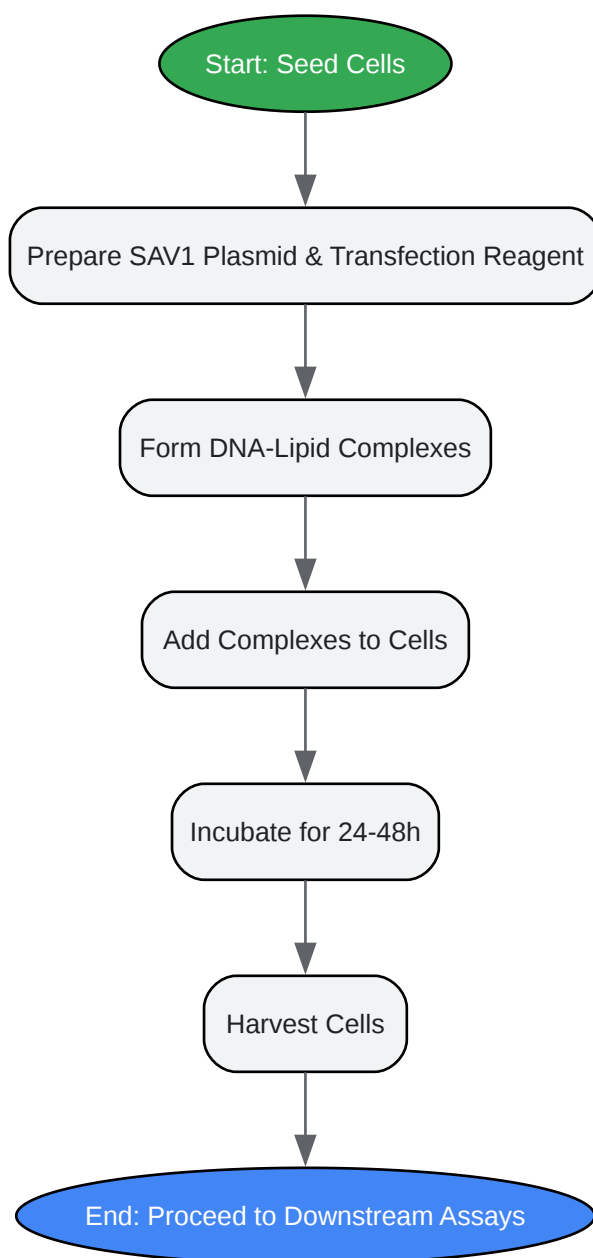 Start: Seed Cells
Prepare SAV1 Plasmid & Transfection Reagent
Form DNA-Lipid Complexes
Add Complexes to Cells
Incubate for 24-48h
Harvest Cells
End: Proceed to Downstream Assays